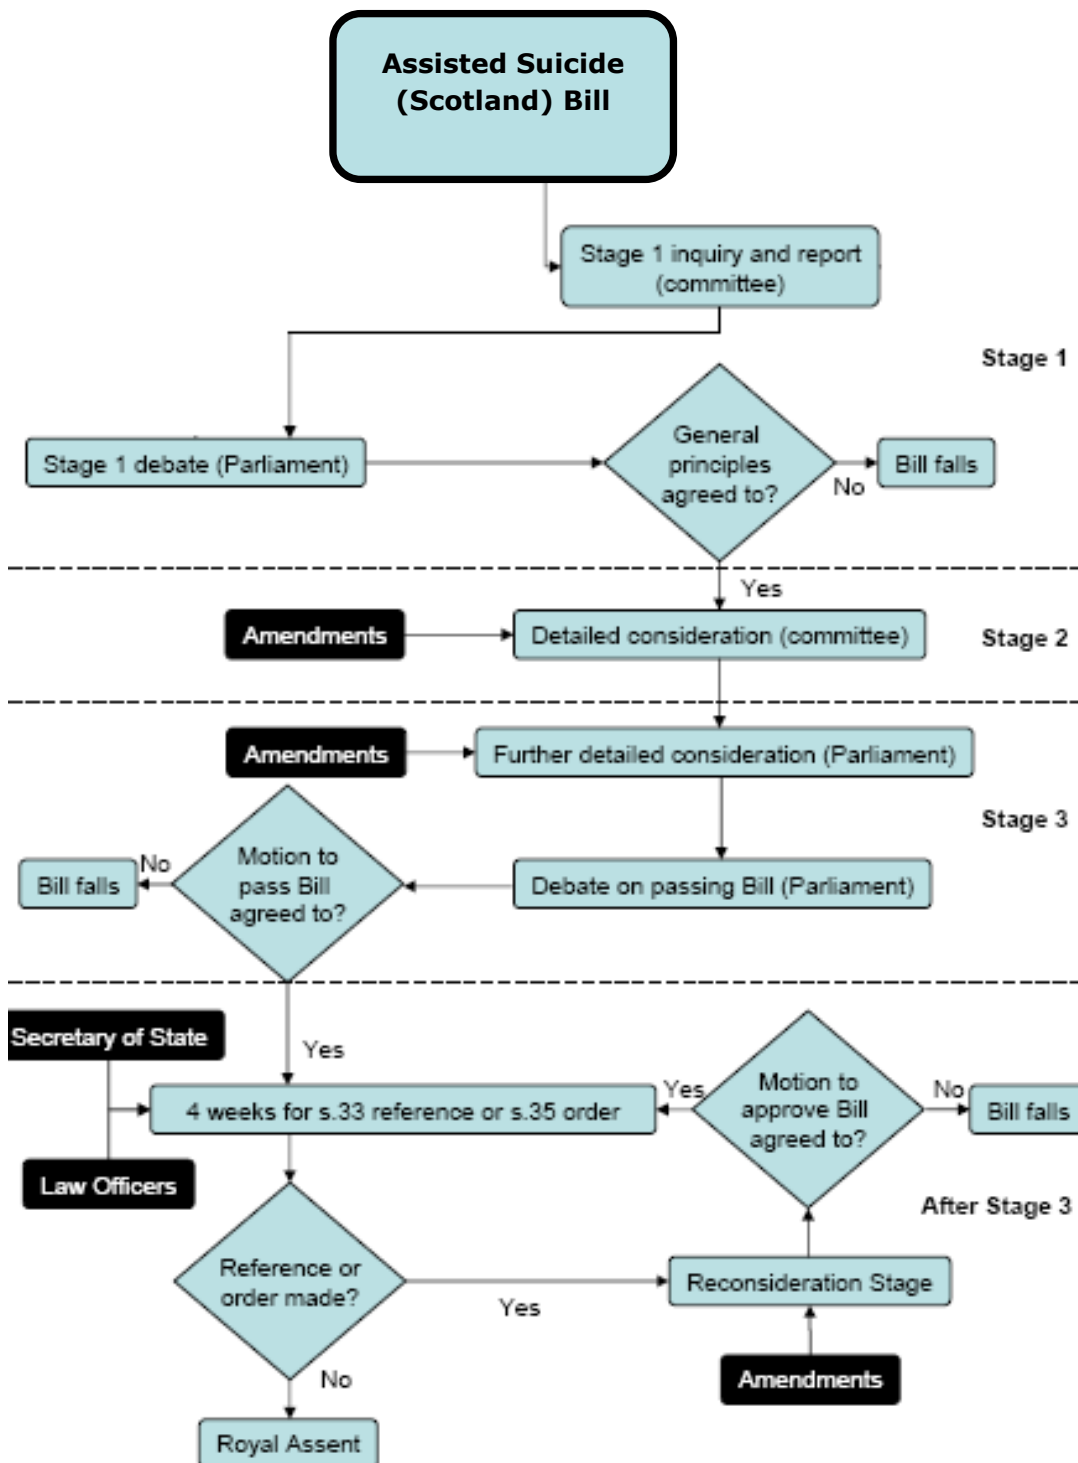 Assisted Suicide
(Scotland) Bill
Stage 1 inquiry and report
(committee)
Stage 1
Stage 1 debate (Parliament)
General
principles
agreed to?
No
Bill falls
Yes
Amendments
Detailed consideration (committee)
Stage 2
Amendments
Further detailed consideration (Parliament)
Stage 3
Bill falls
No
Motion to
pass Bill
agreed to?
Debate on passing Bill (Parliament)
Secretary of State
Yes
4 weeks for s.33 reference or s.35 order
Yes
Motion to
approve Bill
agreed to?
No
Bill falls
Law Officers
After Stage 3
Reference or
order made?
Yes
Reconsideration Stage
Amendments
No
Royal Assent